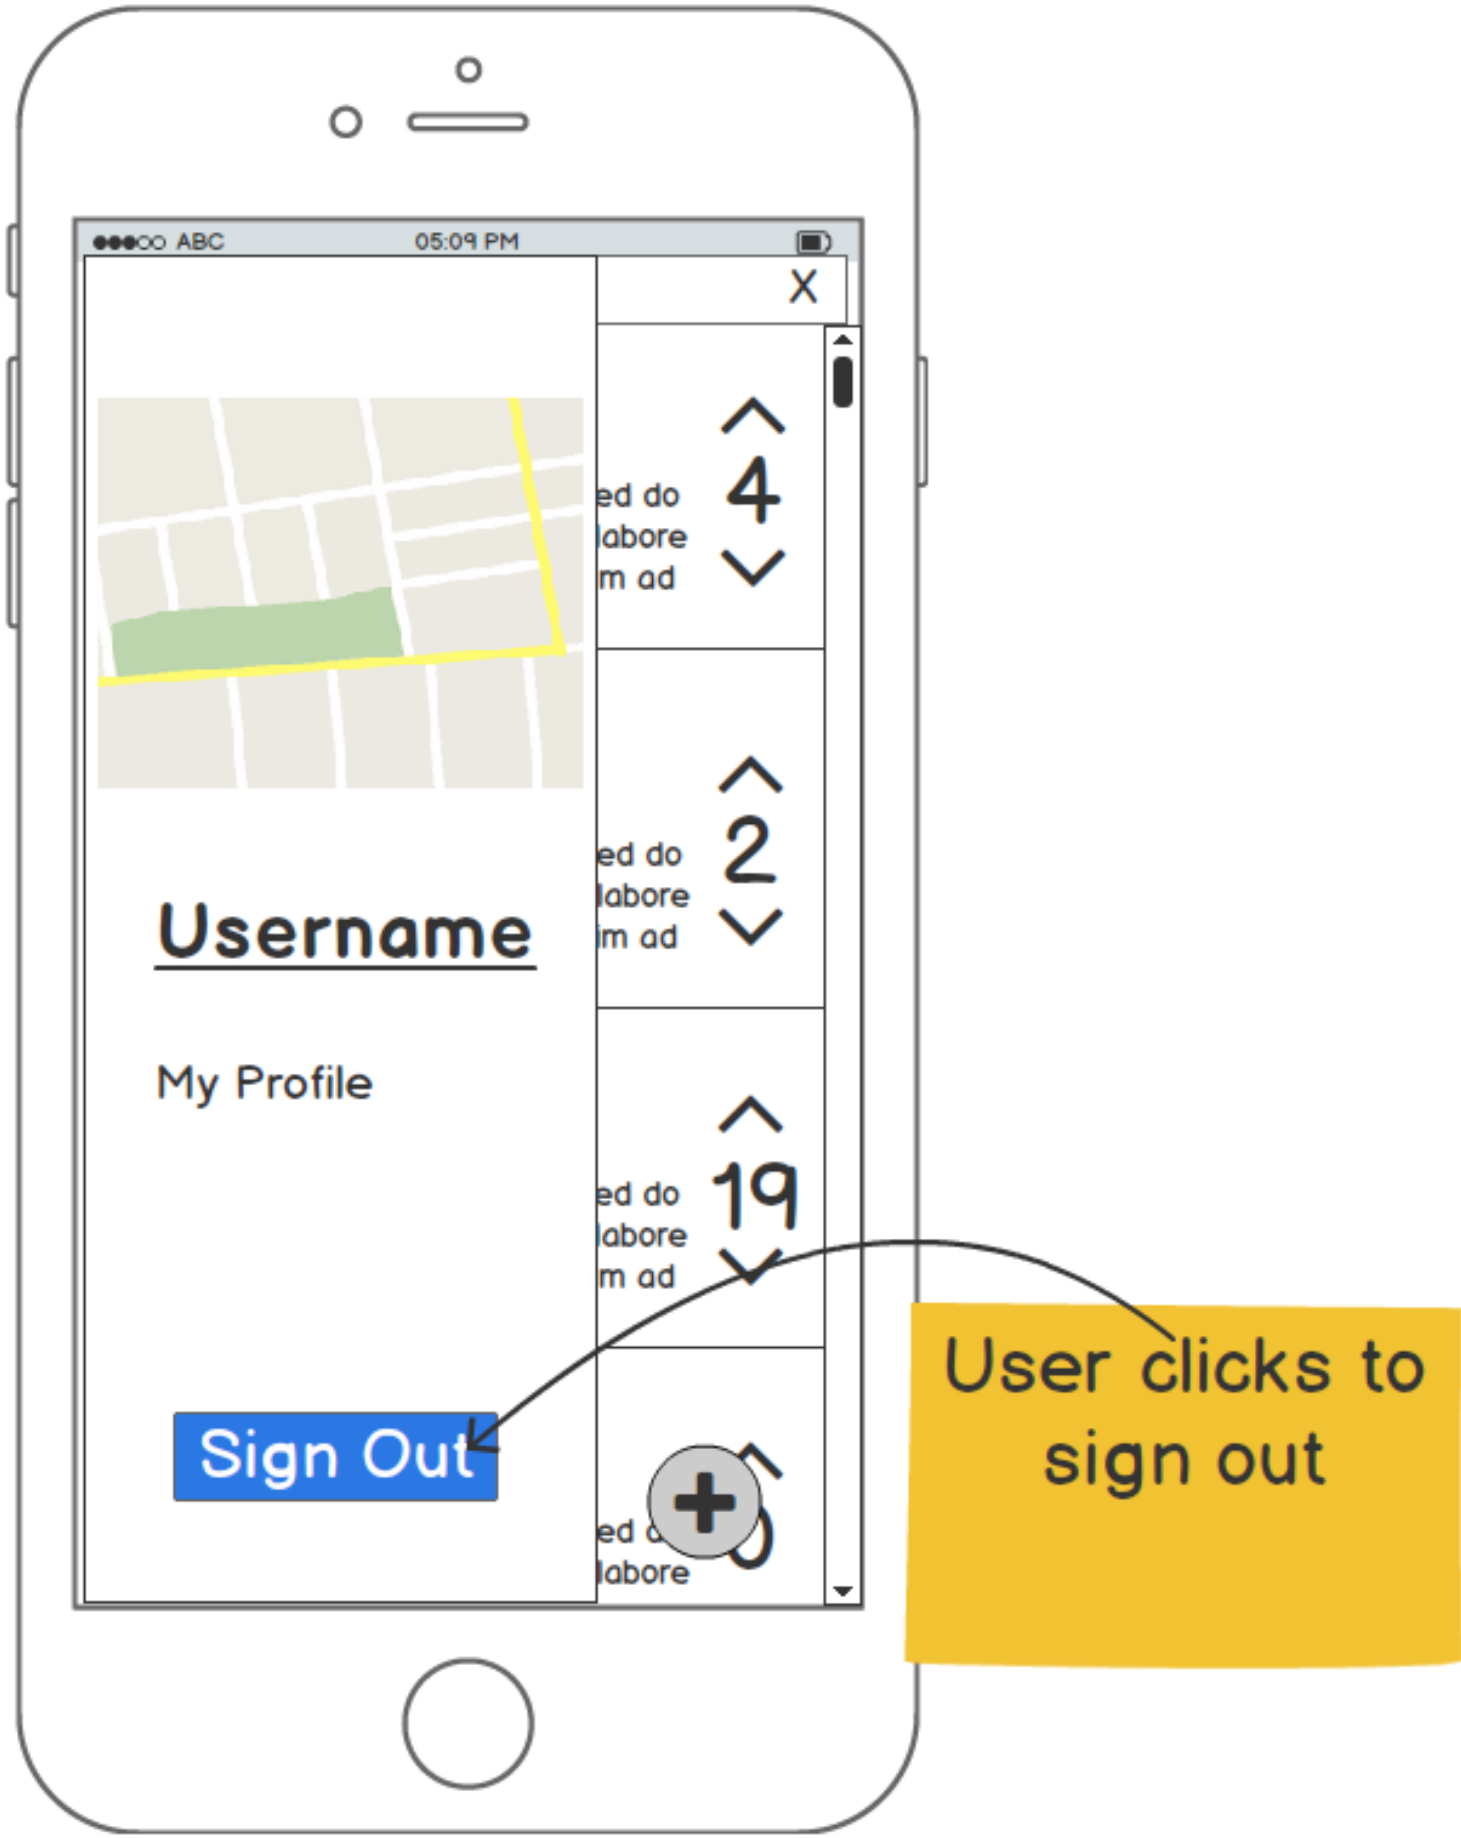 ABC
05:09 PM
X
ed do
labore
m ad
4
ed do
labore
im ad
2
Username
My Profile
ed do
labore
m ad
19
Sign Out
ed
labore
User clicks to
sign out